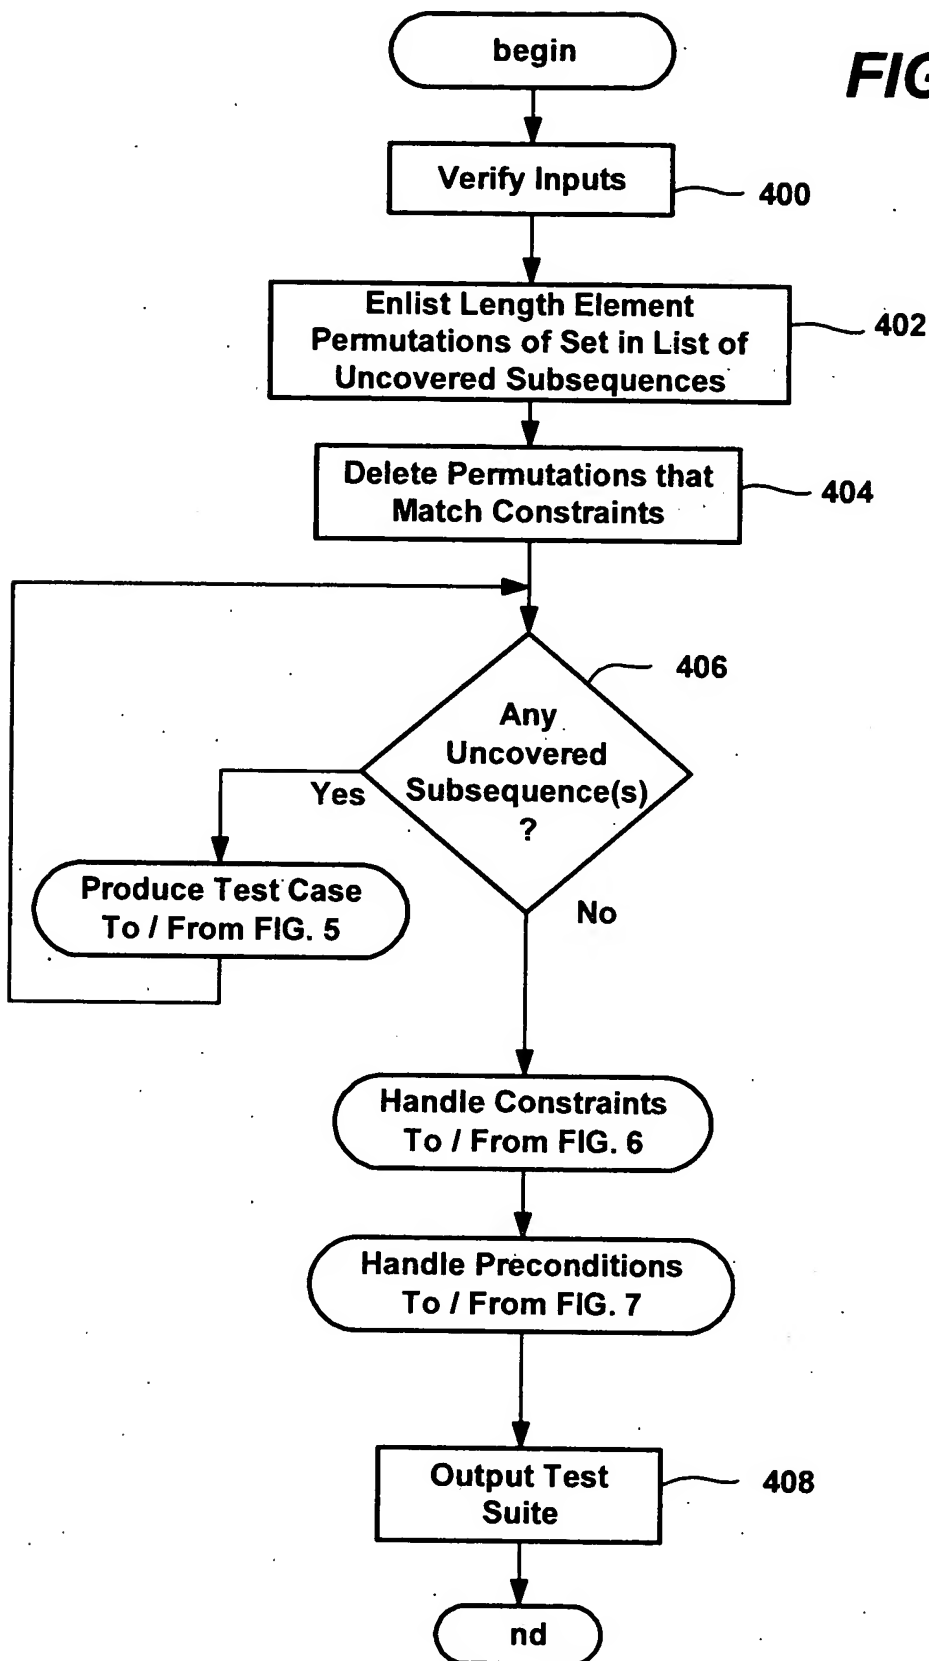 begin
FIG
Verify Inputs
400
Enlist Length Element
Permutations of Set in List of
Uncovered Subsequences
402
Delete Permutations that
Match Constraints
404
406
Any
Uncovered
Subsequence(s)
?
Yes
Produce Test Case
To / From FIG. 5
No
Handle Constraints
To / From FIG. 6
Handle Preconditions
To / From FIG. 7
Output Test
Suite
408
nd